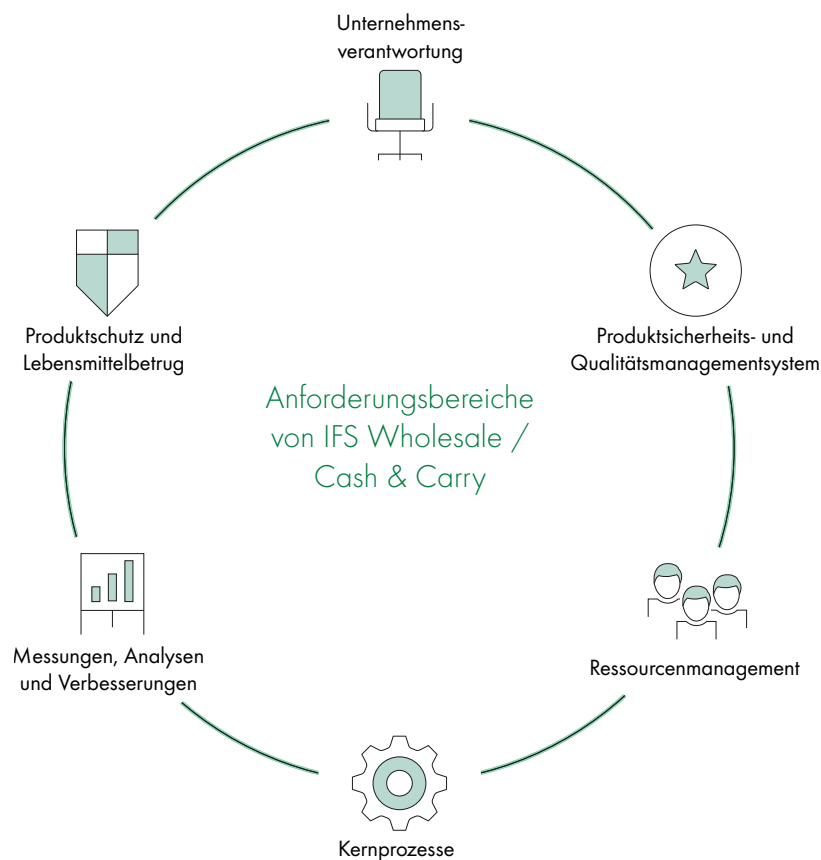 Unternehmens-
verantwortung
Produktschutz und
Lebensmittelbetrug
Produktsicherheits- und
Qualitätsmanagementsystem
Anforderungsbereiche
von IFS Wholesale /
Cash & Carry
Messungen, Analysen
und Verbesserungen
Ressourcenmanagement
Kernprozesse